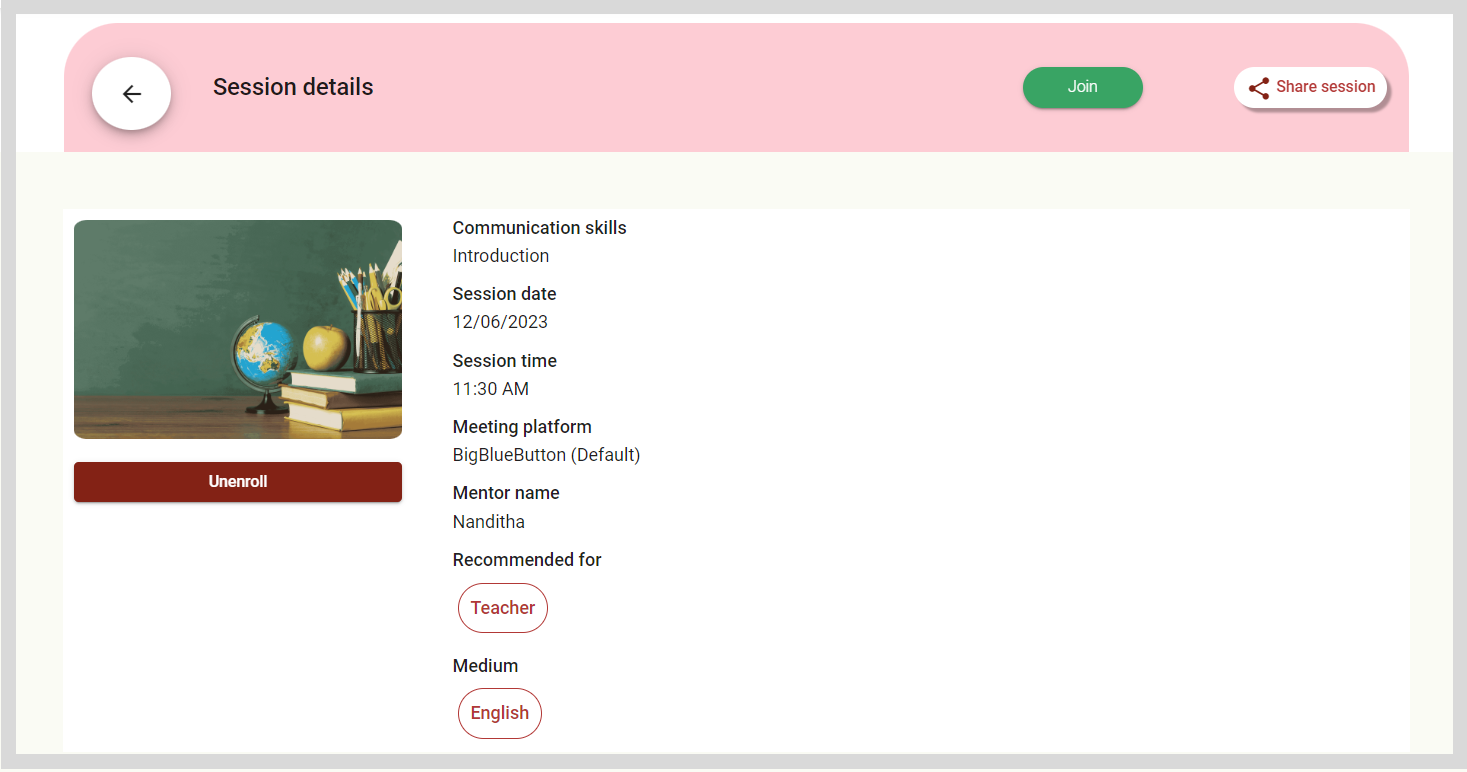 Session details
Join
Share session
Communication skills
Introduction
Session date
12/06/2023
Session time
11:30 AM
Meeting platform
BigBlueButton (Default)
Unenroll
Mentor name
Nanditha
Recommended for
Teacher
Medium
English